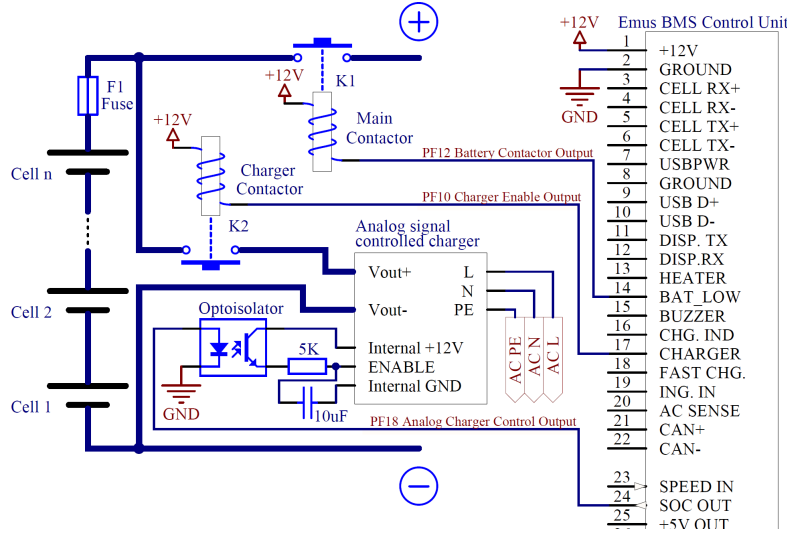 +12V
Emus BMS Control Unit
1
+12V
2
GROUND
3
CELL RX+
4
CELL RX-
5
CELL TX+
6
CELL TX-
7
USBPWR
8
GROUND
9
USB D+
10
USB D-
11
DISP. TX
12
DISP.RX
13
HEATER
14
BAT_LOW
15
BUZZER
16
CHG. IND
17
CHARGER
18
FAST CHG.
19
ING. IN
20
AC SENSE
21
CAN+
22
CAN-
23
SPEED IN
24
SOC OUT
25
+5V OUT
GND
+
K1
+12V
Main
Contactor
F1
Fuse
+12V
Charger
Contactor
K2
PF12 Battery Contactor Output
PF10 Charger Enable Output
Cell n
Cell 2
Cell 1
Analog signal
controlled charger
Vout+
L
N
Vout-
PE
Internal +12V
ENABLE
Internal GND
AC PE
AC N
AC L
Optoisolator
5K
10uF
GND
PF18 Analog Charger Control Output
−